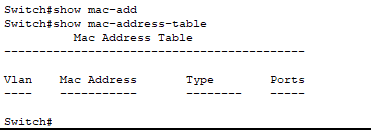 Switch#show mac-add
Switch#show mac-address-table
Mac Address Table
-------------------------------------------
Vlan Mac Address Type Ports
---- ----------- -------- -----
Switch#